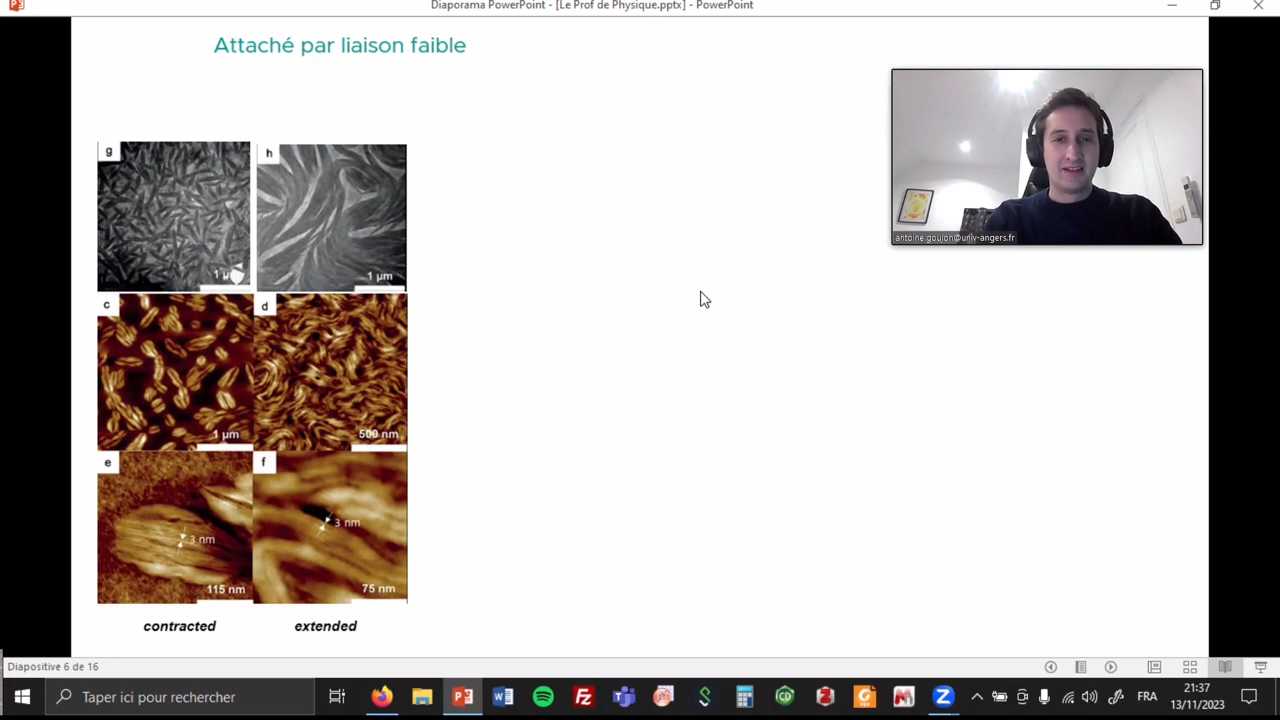 Diaporama PowerPoint - [Le Prof de Physique.pptx] - PowerPoint
Attaché par liaison faible
antoine.goujon@univ-angers.fr
g
h
1 µm
1 µm
c
d
1 µm
500 nm
e
f
3 nm
3 nm
115 nm
75 nm
contracted
extended
Diapositive 6 de 16
Taper ici pour rechercher
FRA
21:37
13/11/2023